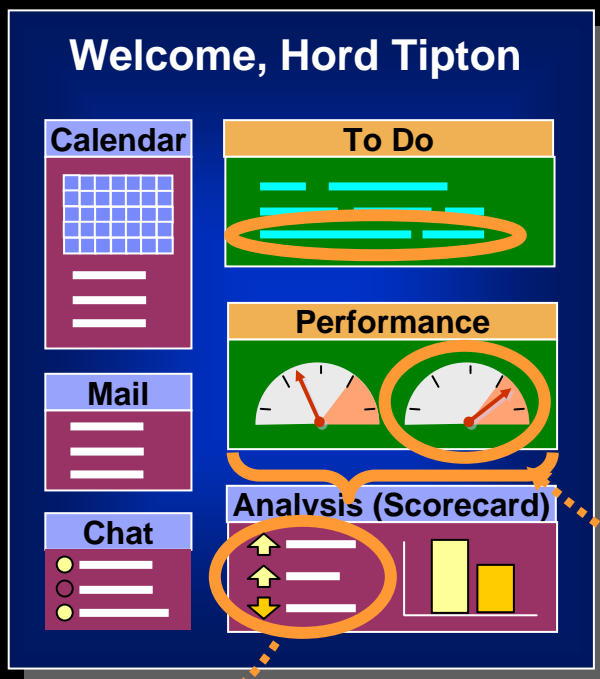 Welcome, Hord Tipton
Calendar
To Do
Performance
Mail
Analysis (Scorecard)
Chat